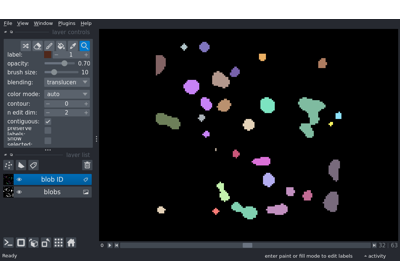 File View Window Plugins Help
layer controls
label: 1
opacity: 0.70
brush size: 10
blending: translucen
color mode: auto
contour: 0
n edit dim: 2
contiguous:
preserve labels:
show selected:
layer list
blob ID
blobs
0 32 63
Ready enter paint or fill mode to edit labels activity